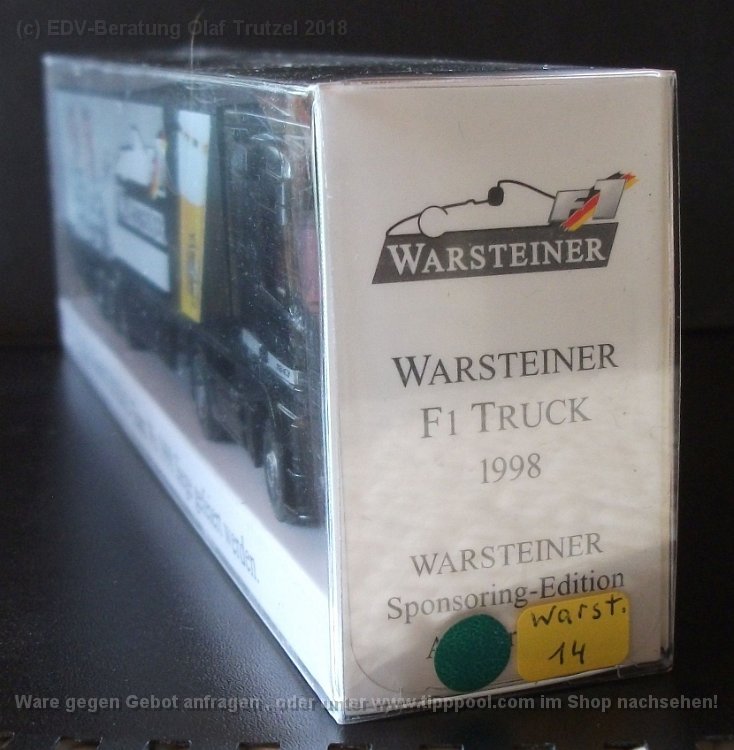 (c) EDV-Beratung Olaf Trutzel 2018
F1
WARSTEINER
WARSTEINER
F1 TRUCK
1998
WARSTEINER
Sponsoring-Edition
Warst.
14
werden.
Ware gegen Gebot anfragen, oder unter www.tipppool.com im Shop nachsehen!